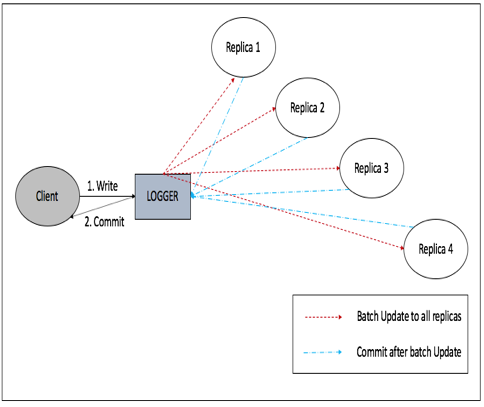 Replica 1
Replica 2
Replica 3
Client
1. Write
LOGGER
2. Commit
Replica 4
Batch Update to all replicas
Commit after batch Update